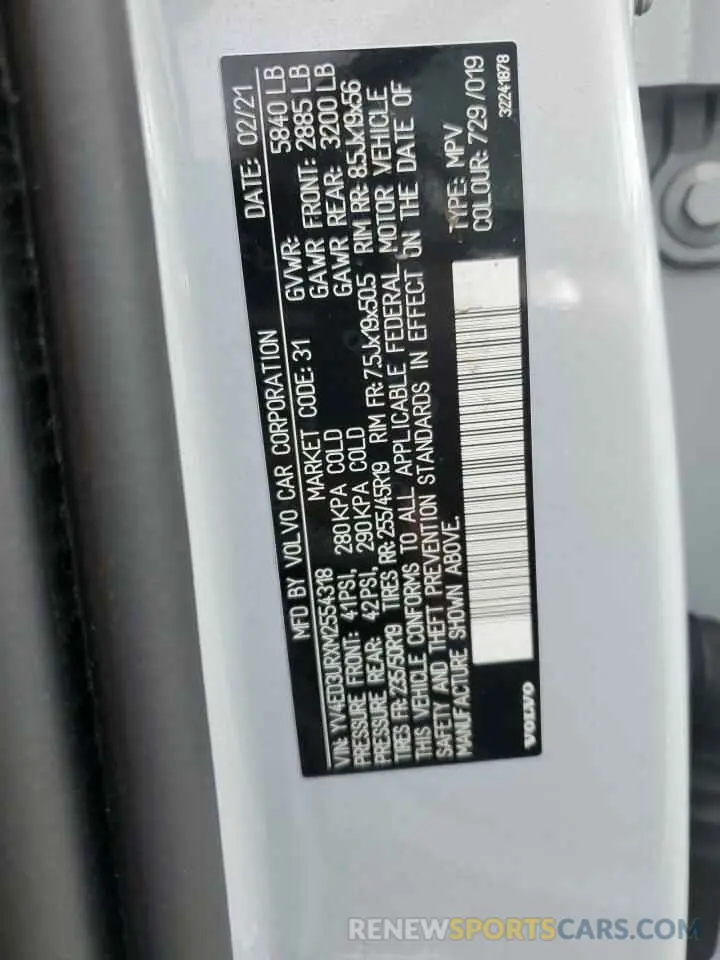 MFD BY VOLVO CAR CORPORATION DATE: 02/21
VIN: YV4ED3URXM2554318 MARKET CODE: 31 GVWR: 5840 LB
PRESSURE FRONT: 41PSI, 280KPA COLD GAWR FRONT: 2885 LB
PRESSURE REAR: 42PSI, 290KPA COLD GAWR REAR: 3200 LB
TIRES FR: 235/50R19 TIRES RR: 255/45R19 RIM FR: 7.5Jx19x50.5 RIM RR: 8.5Jx19x56
THIS VEHICLE CONFORMS TO ALL APPLICABLE FEDERAL MOTOR VEHICLE
SAFETY AND THEFT PREVENTION STANDARDS IN EFFECT ON THE DATE OF
MANUFACTURE SHOWN ABOVE.
TYPE: MPV
COLOUR: 729/019
VOLVO
32241878
RENEWSPORTSCARS.COM